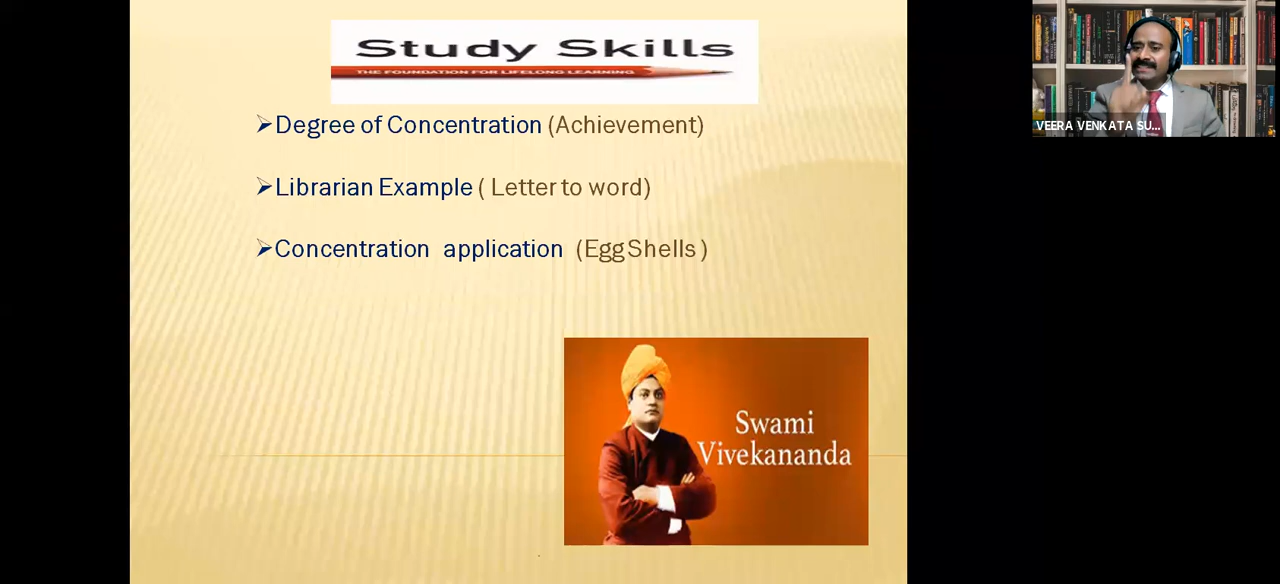 Study Skills
THE FOUNDATION FOR LIFELONG LEARNING
➢Degree of Concentration (Achievement)
➢Librarian Example ( Letter to word)
➢Concentration application (Egg Shells )
Swami
Vivekananda
VEERA VENKATA SU...